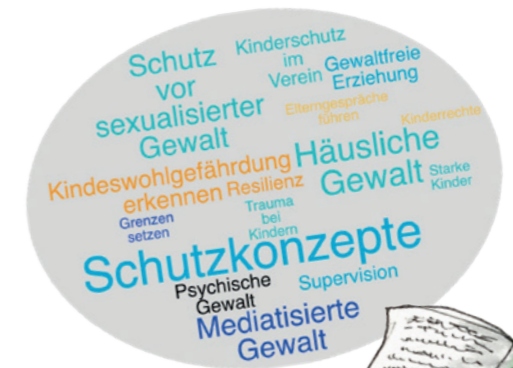 Schutz
vor
sexualisierter
Gewalt
Kinderschutz
im
Verein
Gewaltfreie
Erziehung
Elterngespräche
führen
Kinderrechte
Kindeswohlgefährdung
erkennen
Resilienz
Häusliche
Gewalt
Starke
Kinder
Grenzen
setzen
Trauma
bei
Kindern
Schutzkonzepte
Psychische
Gewalt
Supervision
Mediatisierte
Gewalt